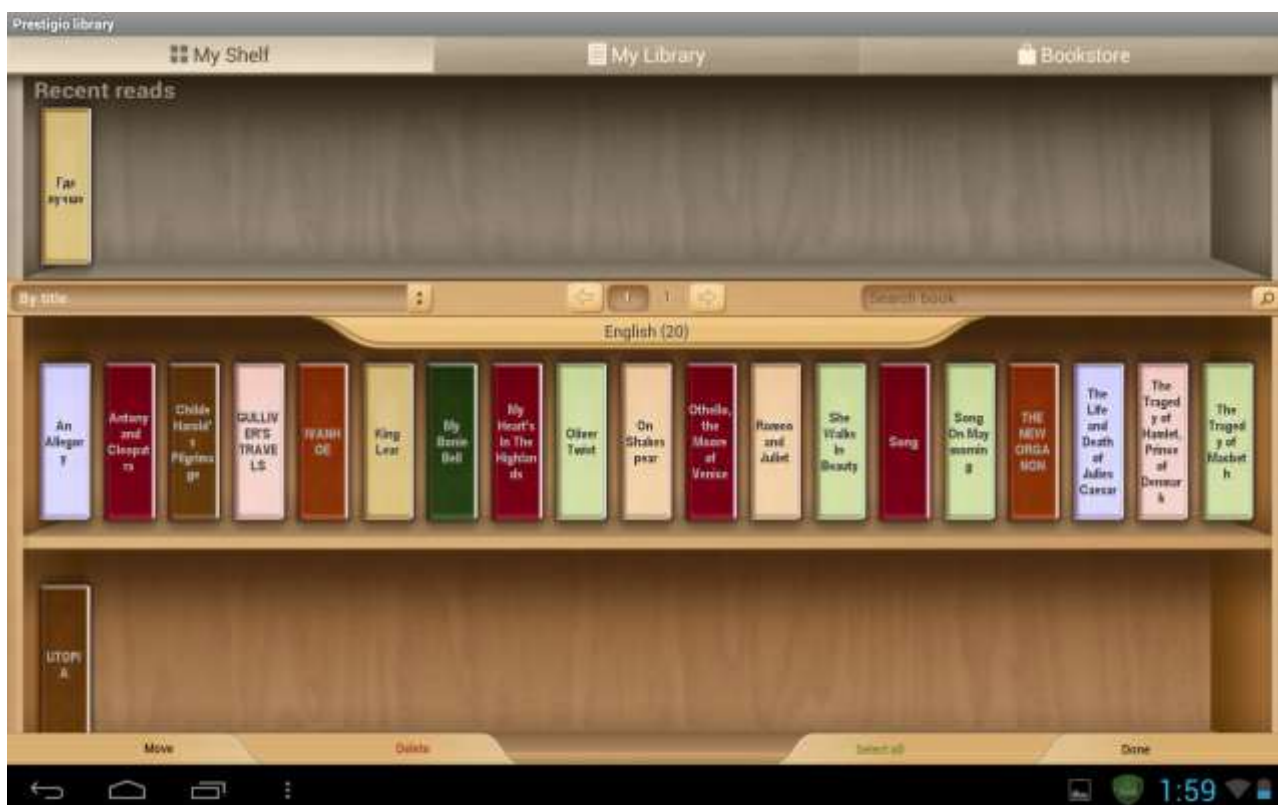 Prestigio library
My Shelf
My Library
Bookstore
Recent reads
Где
лучше
By title
1
1
Search book
English (20)
An
Allegor
y
Antony
and
Cleopat
ra
Childe
Harold'
s
Pilgrima
ge
GULLIV
ER'S
TRAVE
LS
IVANH
OE
King
Lear
My
Bonie
Bell
My
Heart's
In The
Highlan
ds
Oliver
Twist
On
Shakes
pear
Othello,
the
Moore
of
Venice
Romeo
and
Juliet
She
Walks
In
Beauty
Song
Song
On May
mornin
g
THE
NEW
ORGA
NON
The
Life
and
Death
of
Julies
Caesar
The
Traged
y of
Hamlet,
Prince
of
Denmar
k
The
Traged
y of
Macbet
h
UTOPI
A
Move
Delete
Select all
Done
1:59